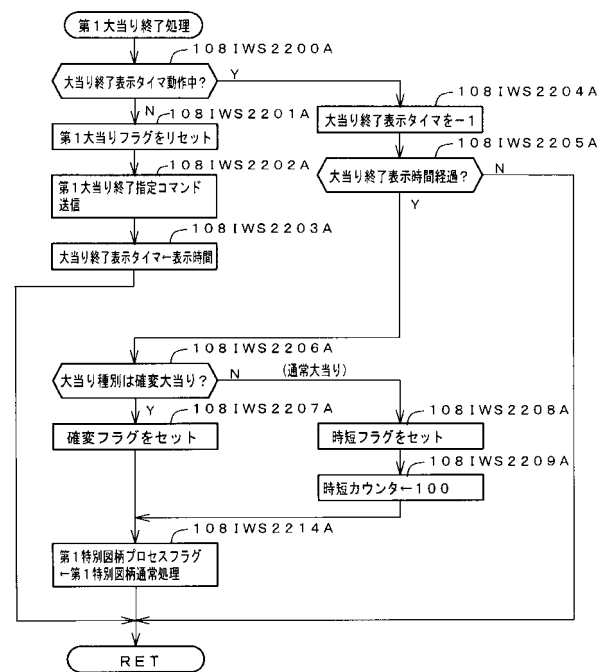 第1大当り終了処理
108IWS2200A
大当り終了表示タイマ動作中？
Y
N
108IWS2201A
第1大当りフラグをリセット
108IWS2202A
第1大当り終了指定コマンド
送信
108IWS2203A
大当り終了表示タイマ←表示時間
108IWS2204A
大当り終了表示タイマを－1
108IWS2205A
大当り終了表示時間経過？
N
Y
108IWS2206A
大当り種別は確変大当り？
N
(通常大当り)
Y
108IWS2207A
確変フラグをセット
108IWS2208A
時短フラグをセット
108IWS2209A
時短カウンタ←100
108IWS2214A
第1特別図柄プロセスフラグ
←第1特別図柄通常処理
RET